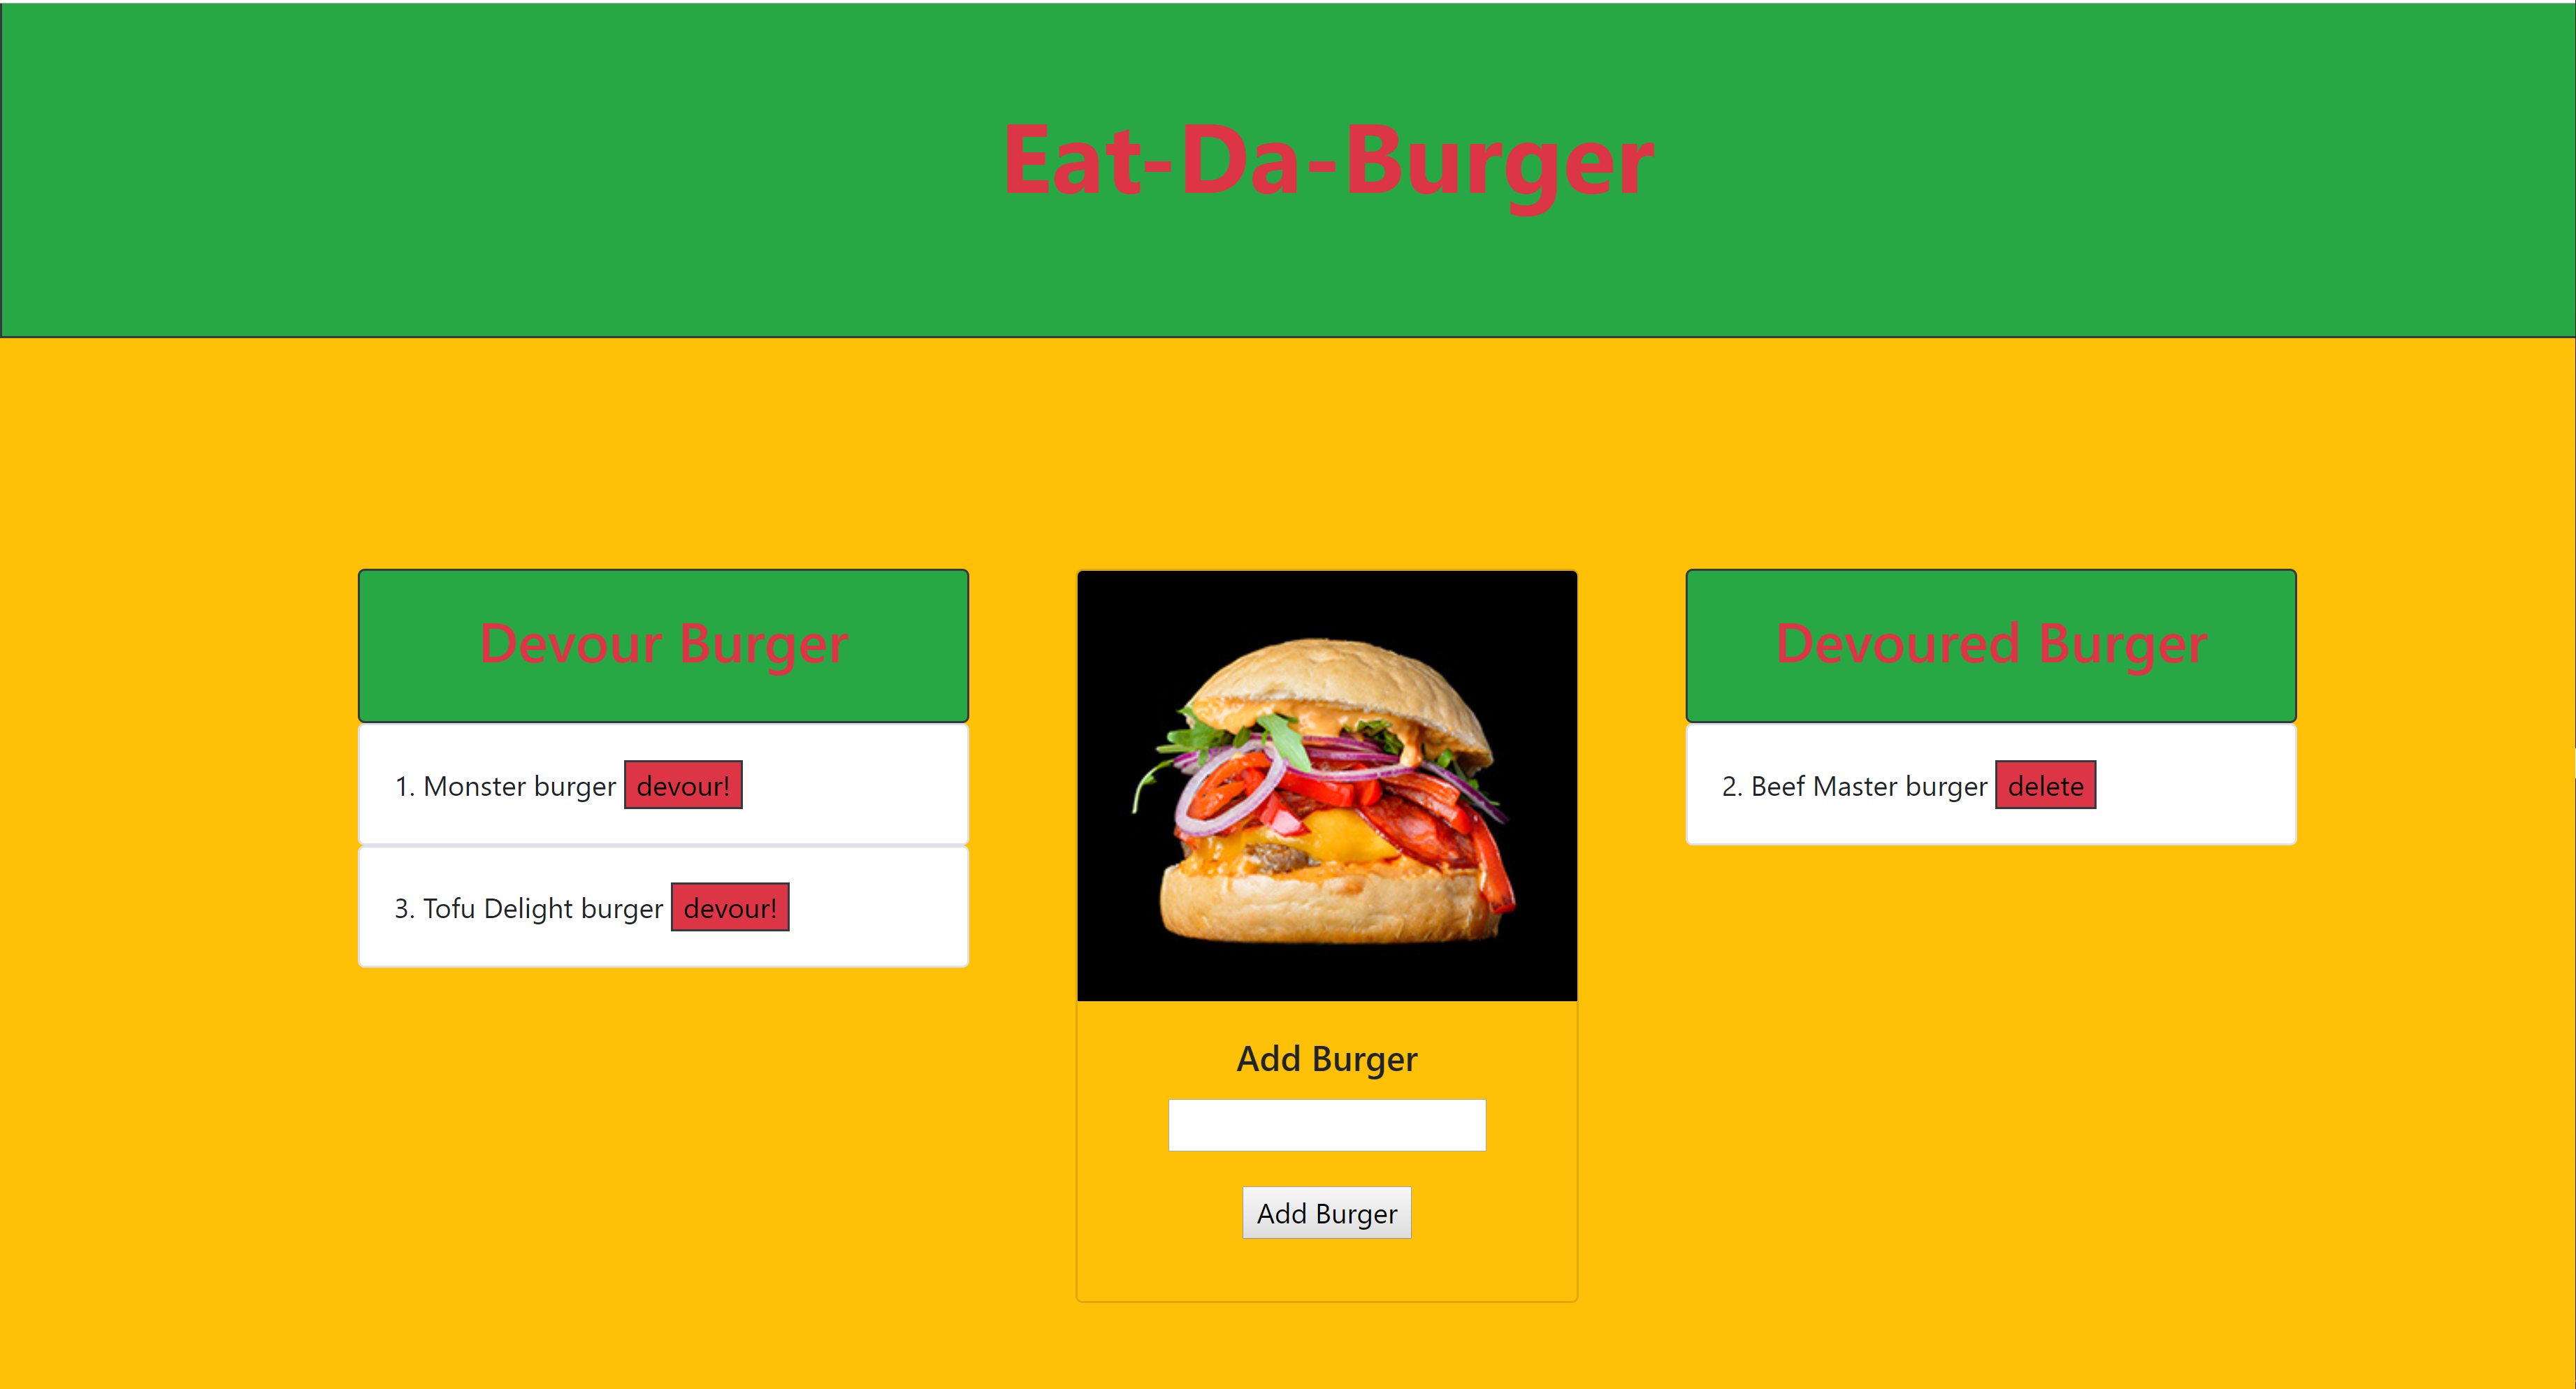 Eat-Da-Burger
Devour Burger
1. Monster burger devour!
3. Tofu Delight burger devour!
Add Burger
Add Burger
Devoured Burger
2. Beef Master burger delete